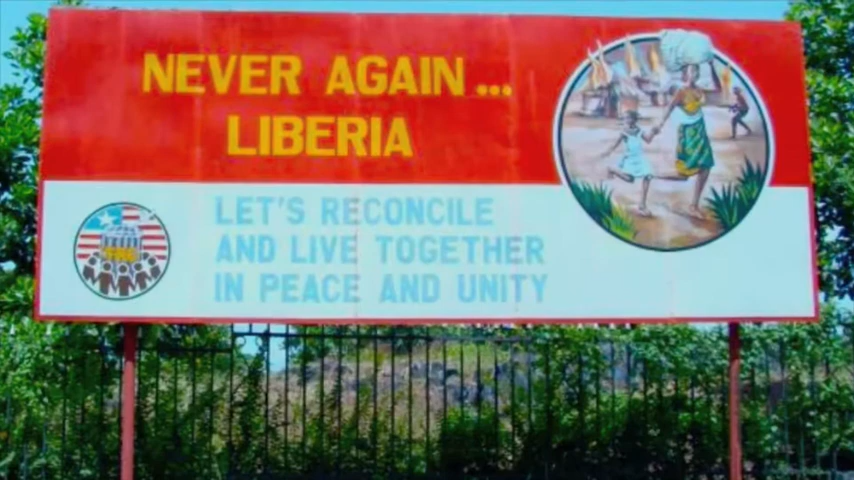 NEVER AGAIN...
LIBERIA
LET'S RECONCILE
AND LIVE TOGETHER
IN PEACE AND UNITY